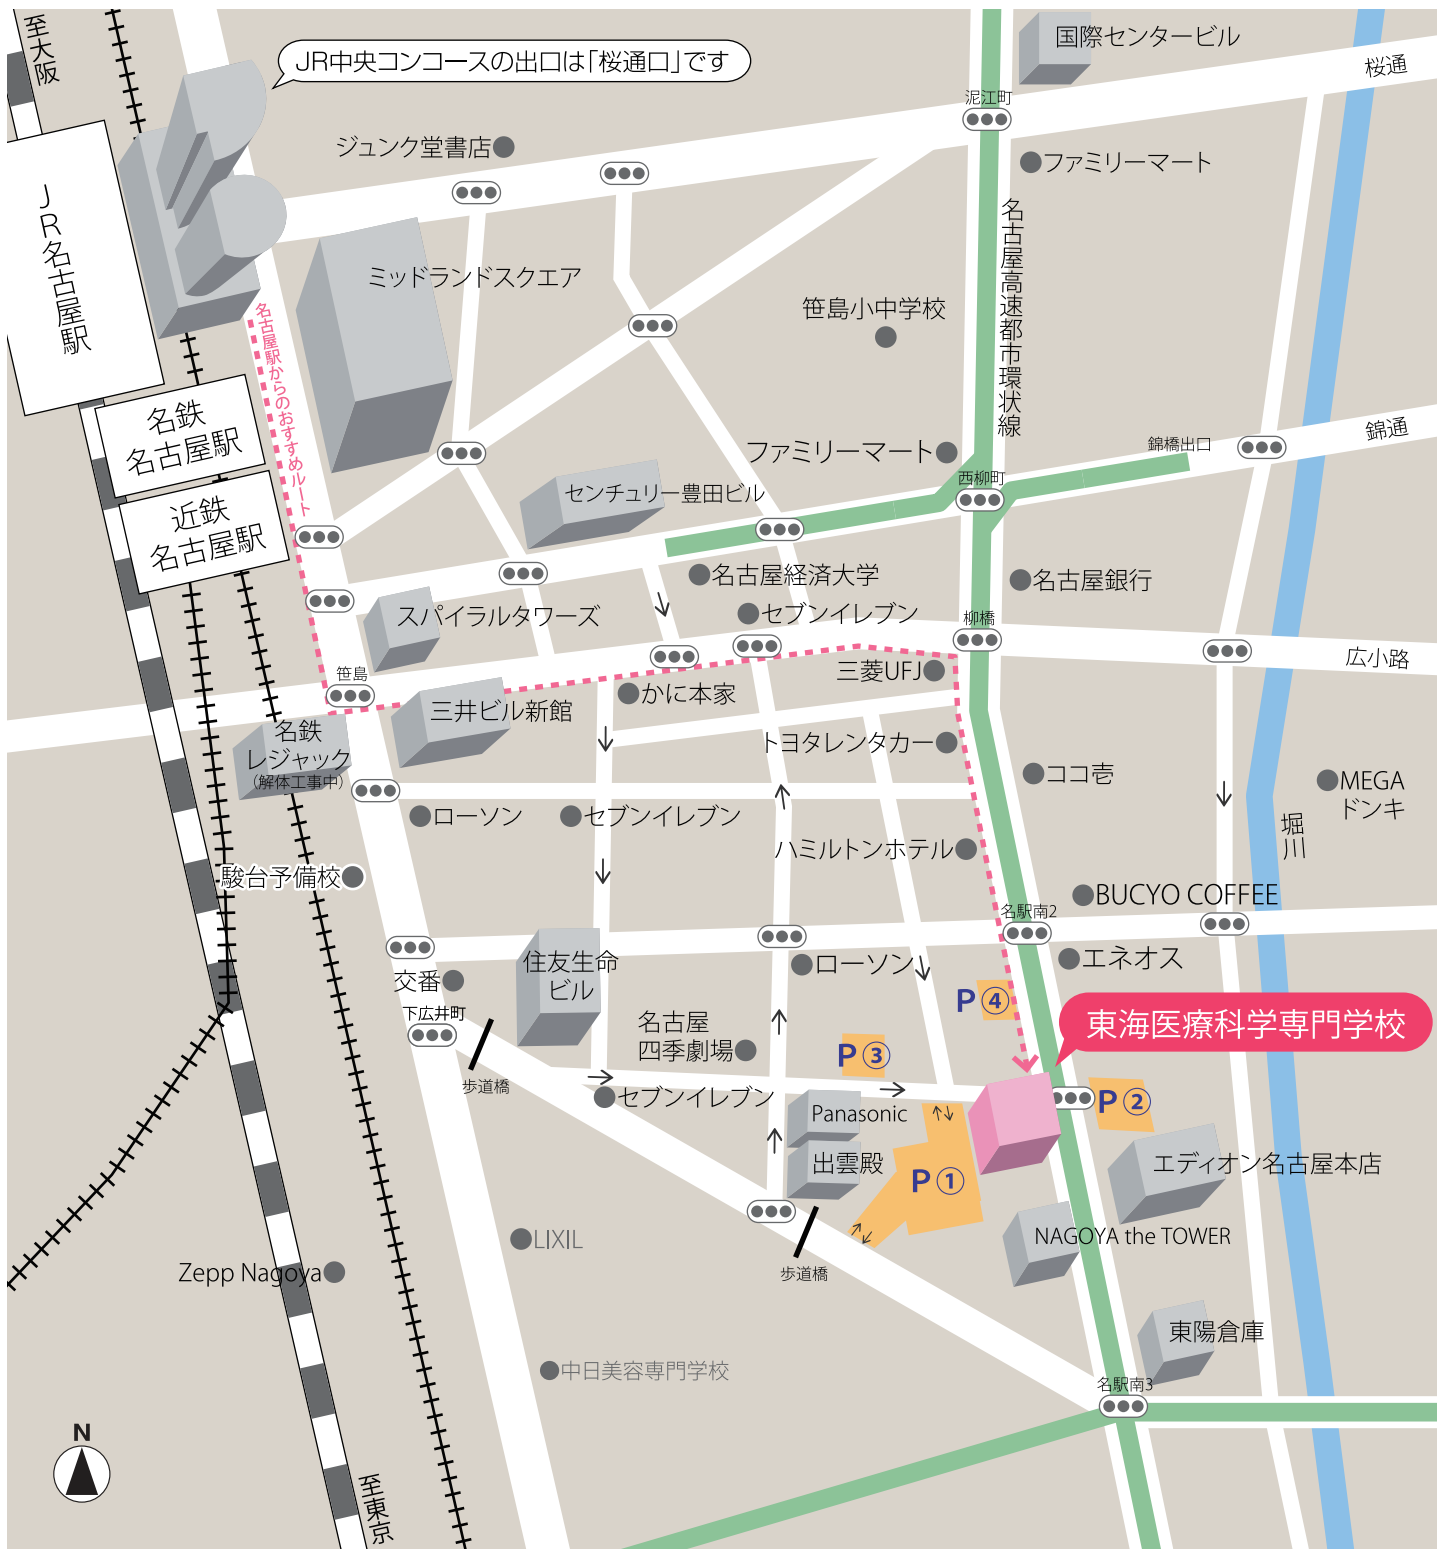 至大阪
JR中央コンコースの出口は「桜通口」です
国際センタービル
桜通
泥江町
ジュンク堂書店
ファミリーマート
JR名古屋駅
名古屋高速都市環状線
ミッドランドスクエア
笹島小中学校
名古屋駅からのおすすめルート
名鉄
名古屋駅
錦通
錦橋出口
ファミリーマート
西柳町
センチュリー豊田ビル
近鉄
名古屋駅
名古屋経済大学
名古屋銀行
スパイラルタワーズ
セブンイレブン
柳橋
広小路
笹島
三菱UFJ
かに本家
三井ビル新館
名鉄
レジャック
(解体工事中)
トヨタレンタカー
ココ壱
MEGA
ドンキ
堀川
ローソン
セブンイレブン
ハミルトンホテル
駿台予備校
BUCYO COFFEE
名駅南2
住友生命
ビル
ローソン
エネオス
交番
下広井町
P④
名古屋
四季劇場
P③
東海医療科学専門学校
歩道橋
セブンイレブン
Panasonic
P②
出雲殿
P①
エディオン名古屋本店
LIXIL
NAGOYA the TOWER
Zepp Nagoya
歩道橋
東陽倉庫
中日美容専門学校
名駅南3
N
至東京